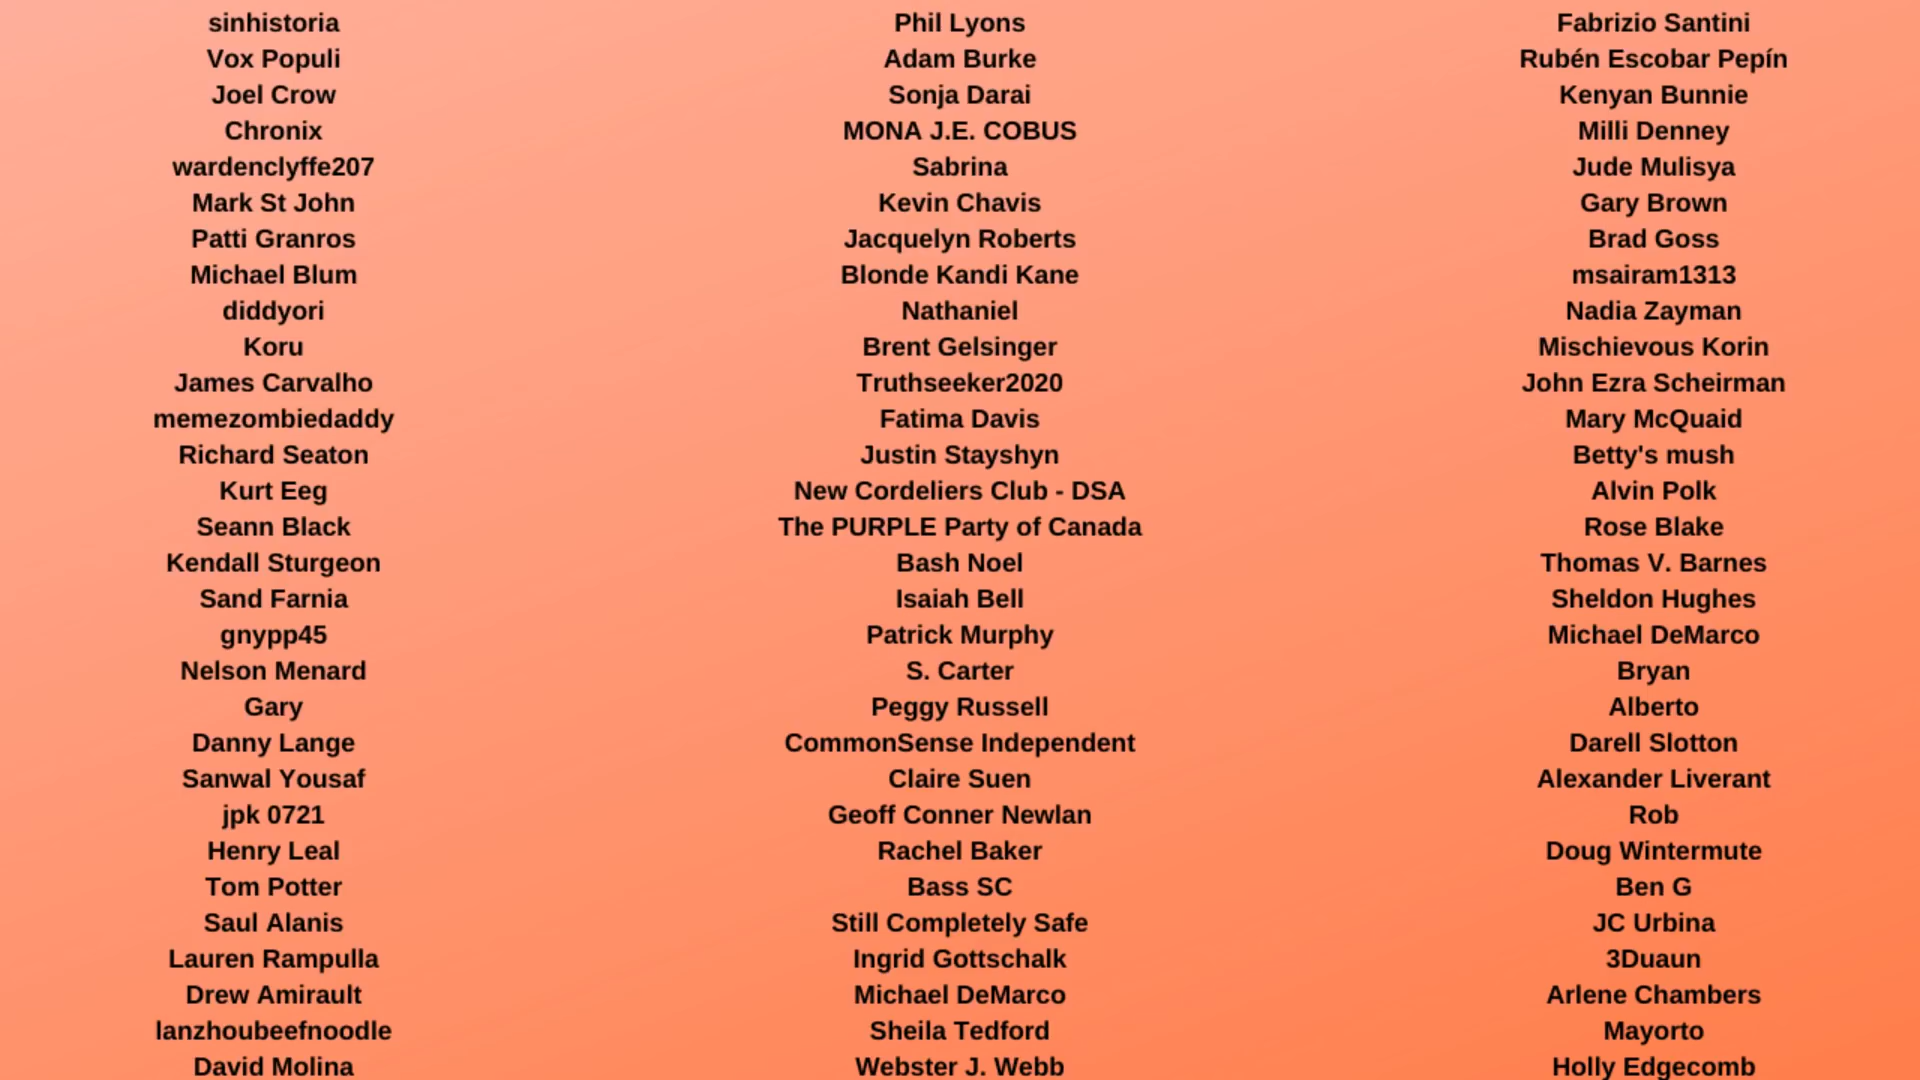 sinhistoria
Vox Populi
Joel Crow
Chronix
wardenclyffe207
Mark St John
Patti Granros
Michael Blum
diddyori
Koru
James Carvalho
memezombiedaddy
Richard Seaton
Kurt Eeg
Seann Black
Kendall Sturgeon
Sand Farnia
gnypp45
Nelson Menard
Gary
Danny Lange
Sanwal Yousaf
jpk 0721
Henry Leal
Tom Potter
Saul Alanis
Lauren Rampulla
Drew Amirault
lanzhoubeefnoodle
David Molina
Phil Lyons
Adam Burke
Sonja Darai
MONA J.E. COBUS
Sabrina
Kevin Chavis
Jacquelyn Roberts
Blonde Kandi Kane
Nathaniel
Brent Gelsinger
Truthseeker2020
Fatima Davis
Justin Stayshyn
New Cordeliers Club - DSA
The PURPLE Party of Canada
Bash Noel
Isaiah Bell
Patrick Murphy
S. Carter
Peggy Russell
CommonSense Independent
Claire Suen
Geoff Conner Newlan
Rachel Baker
Bass SC
Still Completely Safe
Ingrid Gottschalk
Michael DeMarco
Sheila Tedford
Webster J. Webb
Fabrizio Santini
Rubén Escobar Pepín
Kenyan Bunnie
Milli Denney
Jude Mulisya
Gary Brown
Brad Goss
msairam1313
Nadia Zayman
Mischievous Korin
John Ezra Scheirman
Mary McQuaid
Betty's mush
Alvin Polk
Rose Blake
Thomas V. Barnes
Sheldon Hughes
Michael DeMarco
Bryan
Alberto
Darell Slotton
Alexander Liverant
Rob
Doug Wintermute
Ben G
JC Urbina
3Duaun
Arlene Chambers
Mayorto
Holly Edgecomb